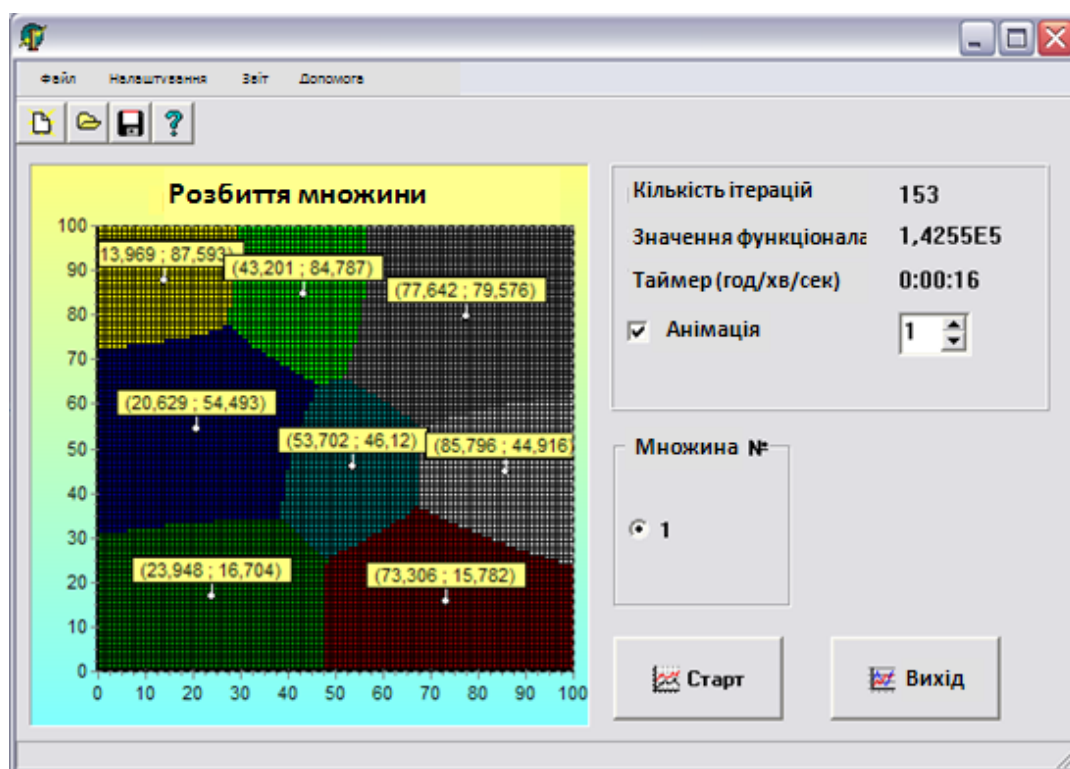 Файл Налаштування Звіт Допомога
Розбиття множини
100
90
80
70
60
50
40
30
20
10
0
13,969 ; 87,593)
(43,201 ; 84,787)
(77,642 ; 79,576)
(20,629 ; 54,493)
(53,702 ; 46,12)
(85,796 ; 44,916)
(23,948 ; 16,704)
(73,306 ; 15,782)
0 10 20 30 40 50 60 70 80 90 100
Кількість ітерацій 153
Значення функціонала 1,4255E5
Таймер (год/хв/сек) 0:00:16
Анімація 1
Множина №
1
Старт
Вихід